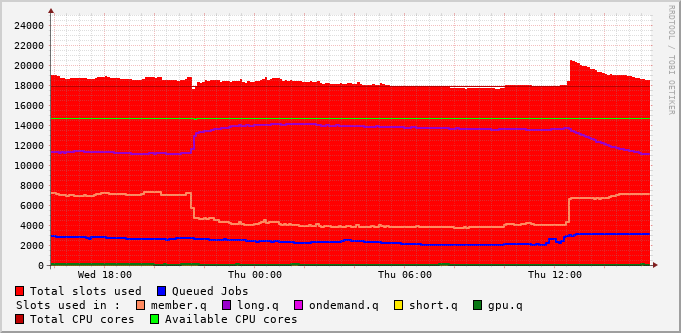 RRDTOOL / TOBI OETIKER
24000
22000
20000
18000
16000
14000
12000
10000
8000
6000
4000
2000
0
Wed 18:00 Thu 00:00 Thu 06:00 Thu 12:00
Total slots used Queued Jobs
Slots used in : member.q long.q ondemand.q short.q gpu.q
Total CPU cores Available CPU cores